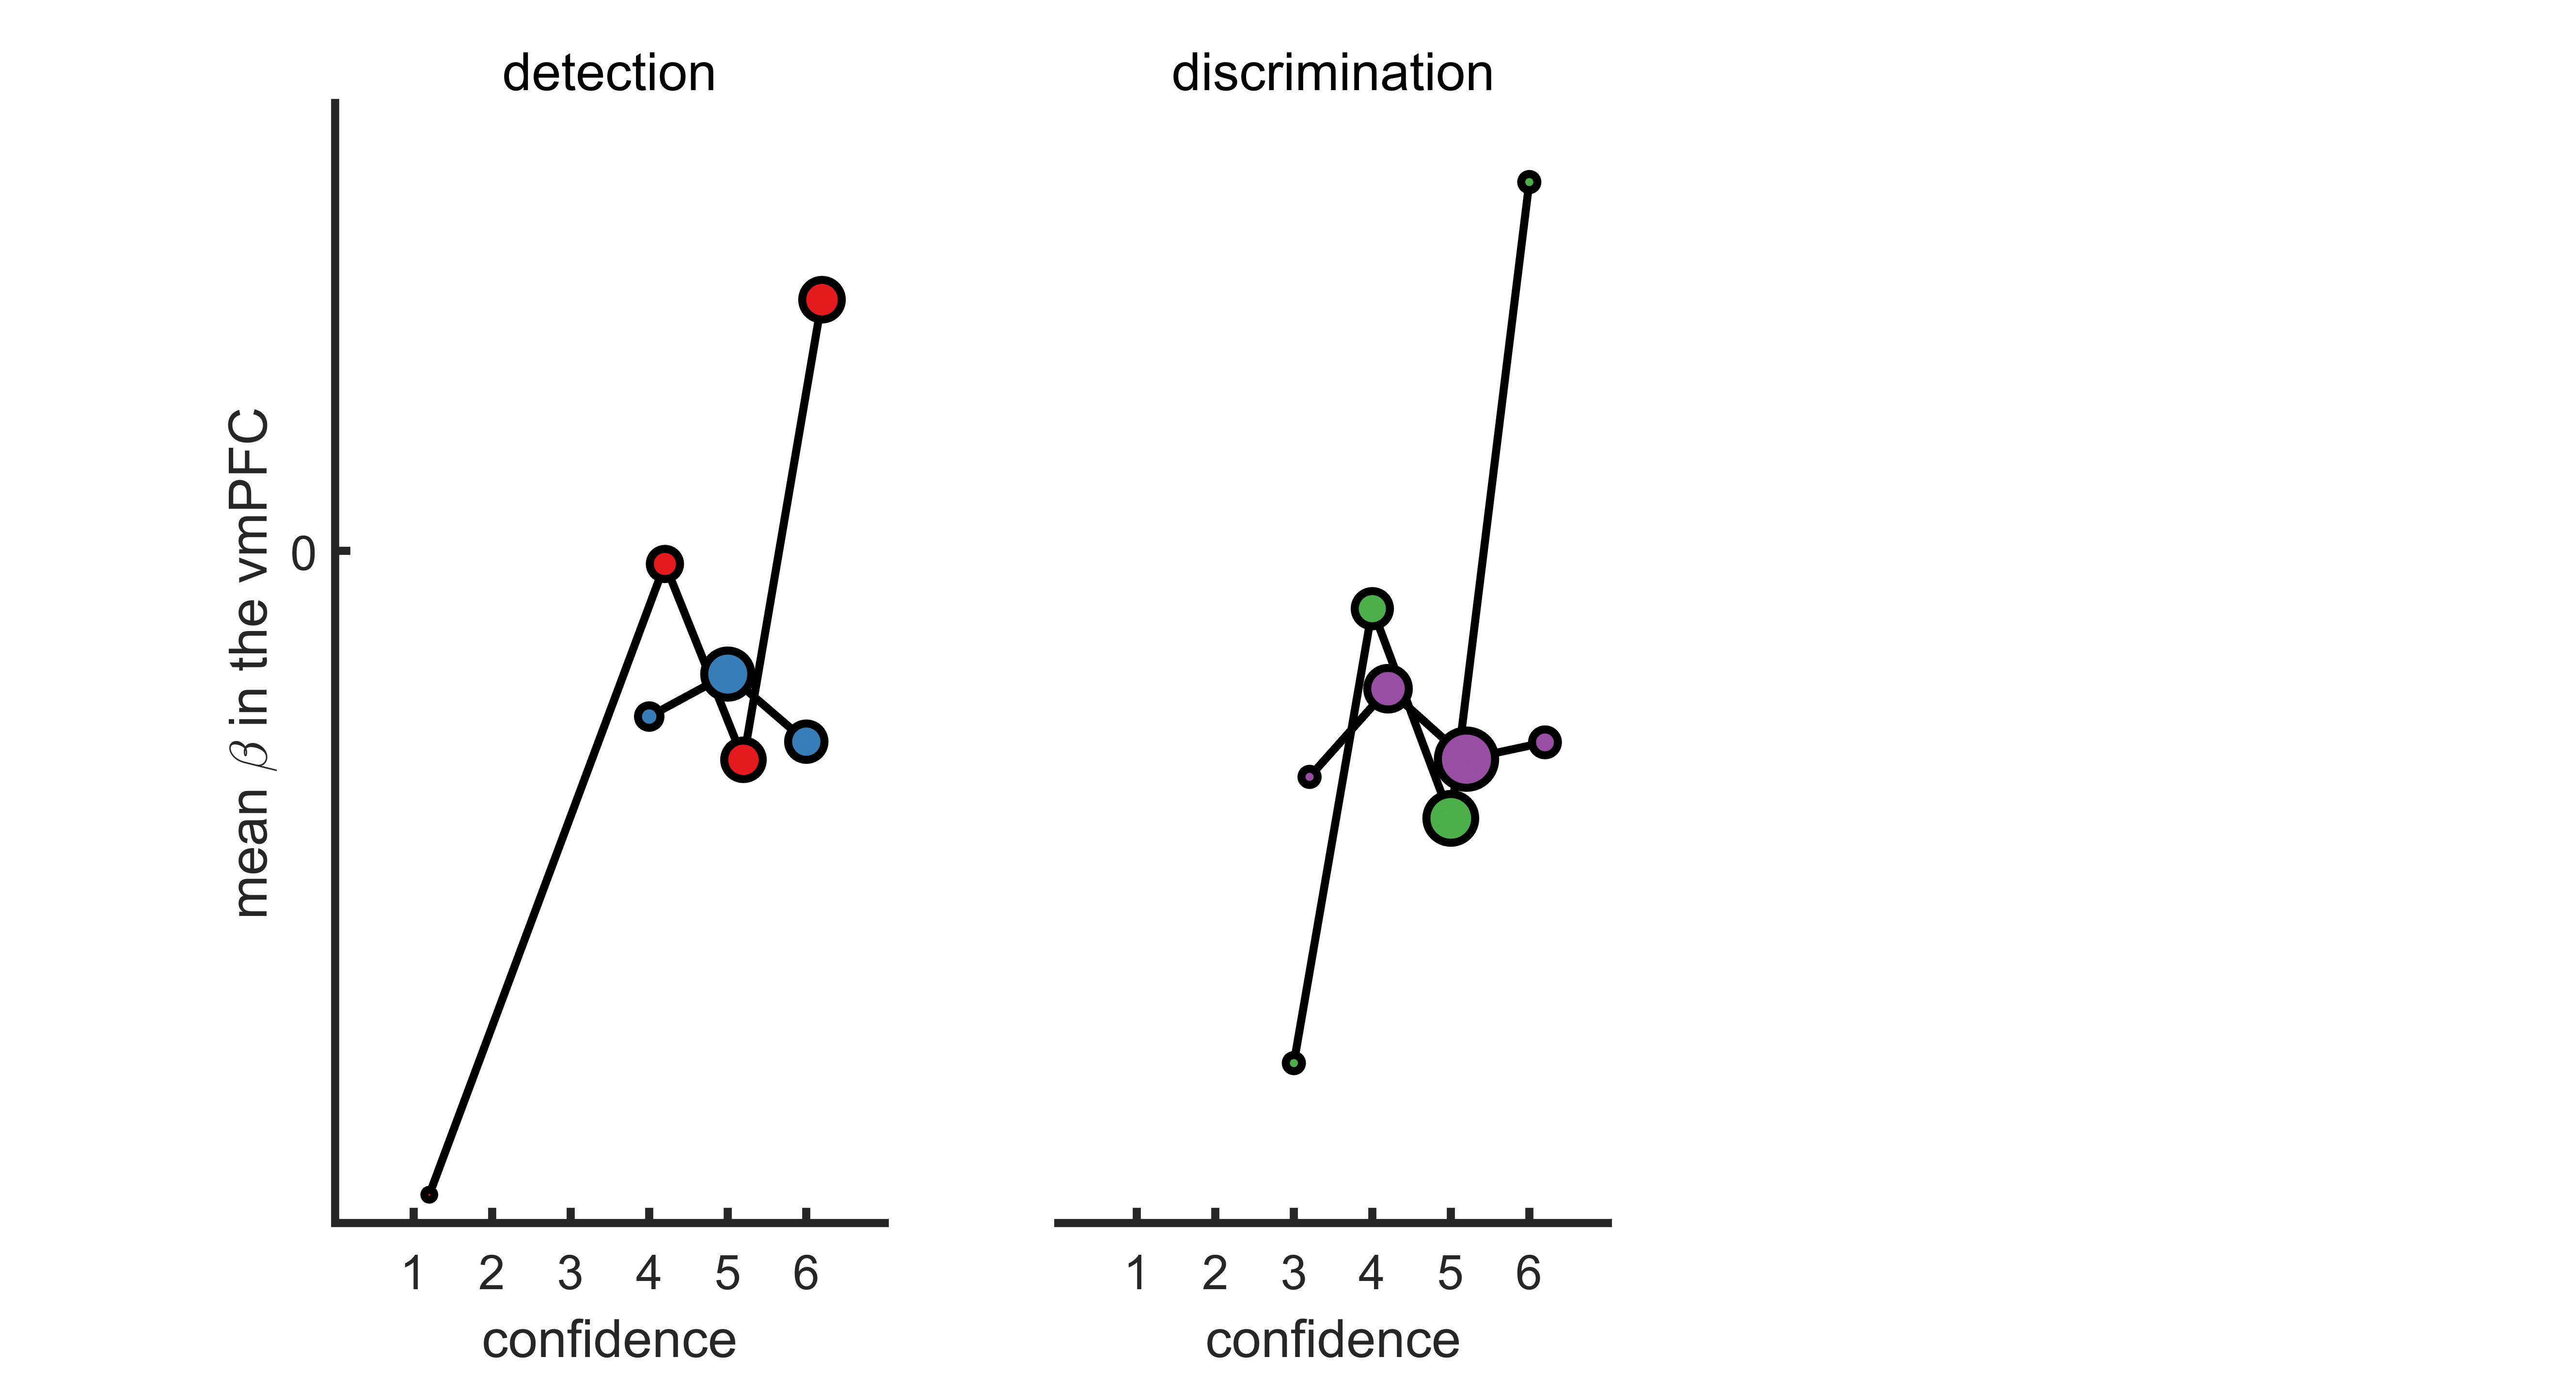 detection
discrimination
mean β in the vmPFC
0
1 2 3 4 5 6
1 2 3 4 5 6
confidence
confidence